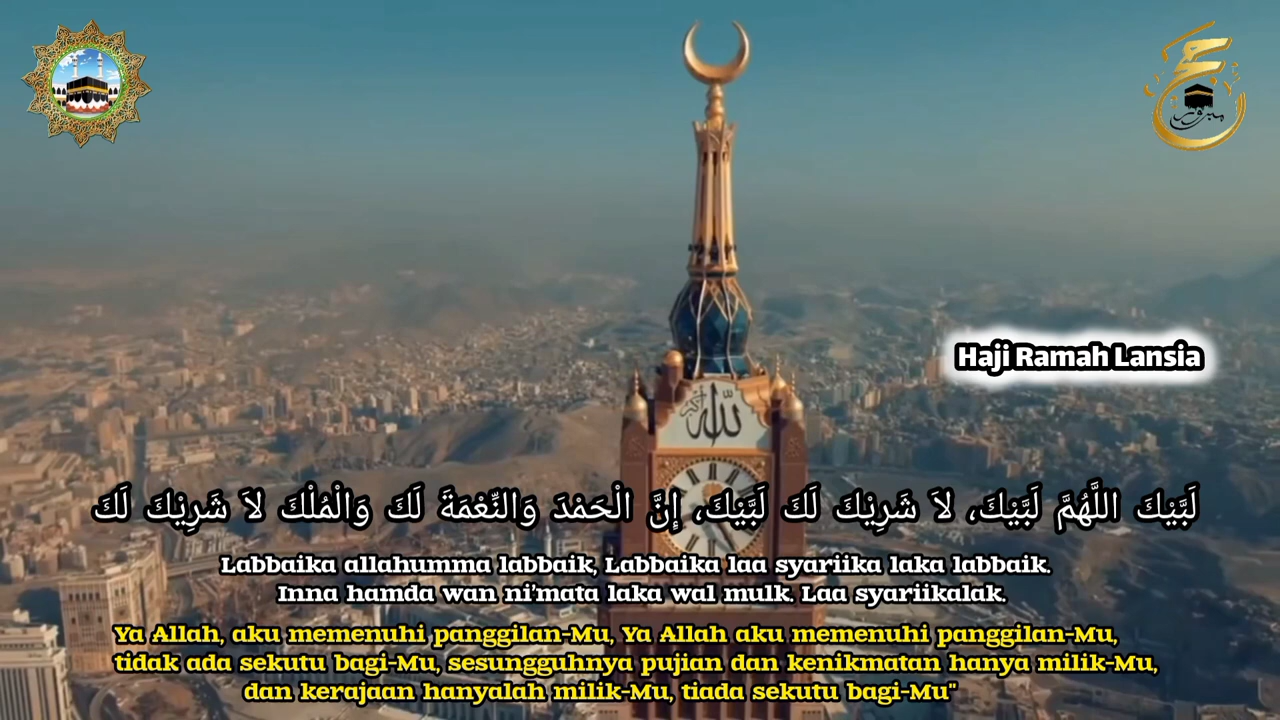 حج
مبرور
Haji Ramah Lansia
الله
لَبَّيْكَ اللَّهُمَّ لَبَّيْكَ، لاَ شَرِيْكَ لَكَ لَبَّيْكَ، إِنَّ الْحَمْدَ وَالنِّعْمَةَ لَكَ وَالْمُلْكَ لاَ شَرِيْكَ لَكَ
Labbaika allahumma labbaik, Labbaika laa syariika laka labbaik.
Inna hamda wan ni'mata laka wal mulk. Laa syariikalak.
Ya Allah, aku memenuhi panggilan-Mu, Ya Allah aku memenuhi panggilan-Mu,
tidak ada sekutu bagi-Mu, sesungguhnya pujian dan kenikmatan hanya milik-Mu,
dan kerajaan hanyalah milik-Mu, tiada sekutu bagi-Mu"